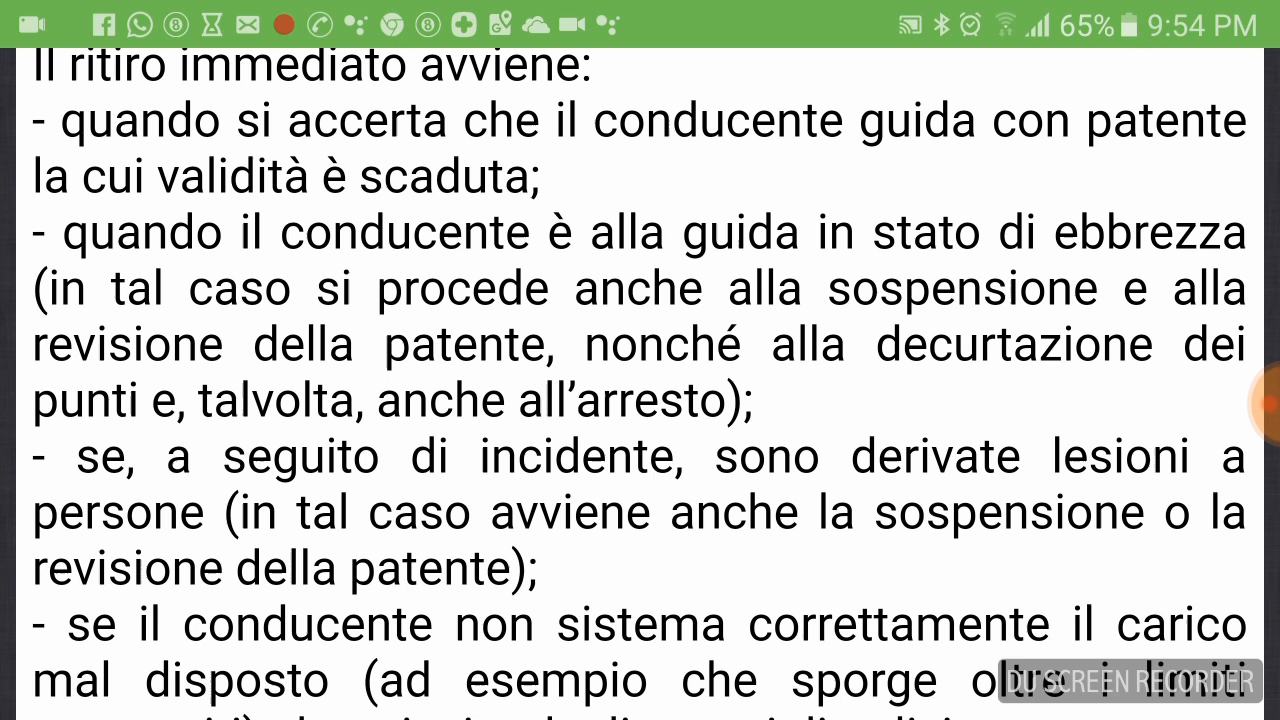 65% 9:54 PM
Il ritiro immediato avviene:
- quando si accerta che il conducente guida con patente
la cui validità è scaduta;
- quando il conducente è alla guida in stato di ebbrezza
(in tal caso si procede anche alla sospensione e alla
revisione della patente, nonché alla decurtazione dei
punti e, talvolta, anche all’arresto);
- se, a seguito di incidente, sono derivate lesioni a
persone (in tal caso avviene anche la sospensione o la
revisione della patente);
- se il conducente non sistema correttamente il carico
mal disposto (ad esempio che sporge oltre i limiti
DU SCREEN RECORDER